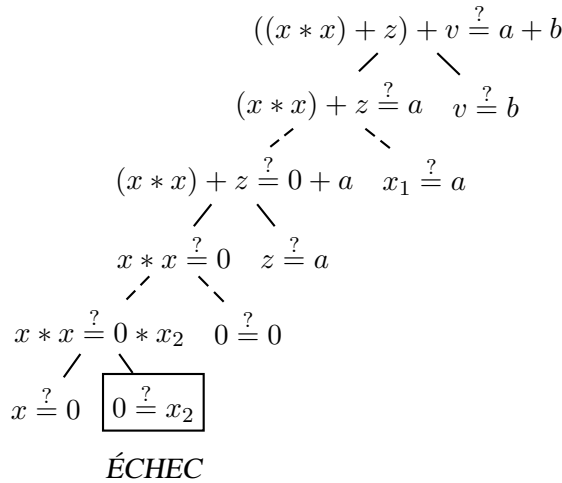 ((x ∗ x) + z) + v ≟ a + b
(x ∗ x) + z ≟ a v ≟ b
(x ∗ x) + z ≟ 0 + a x₁ ≟ a
x ∗ x ≟ 0 z ≟ a
x ∗ x ≟ 0 ∗ x₂ 0 ≟ 0
x ≟ 0 0 ≟ x₂
ÉCHEC